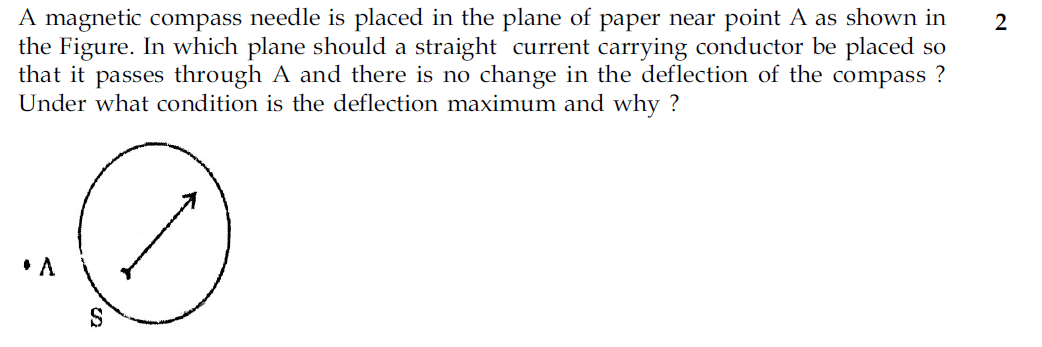 A magnetic compass needle is placed in the plane of paper near point A as shown in 2
the Figure. In which plane should a straight current carrying conductor be placed so
that it passes through A and there is no change in the deflection of the compass ?
Under what condition is the deflection maximum and why ?
A
S